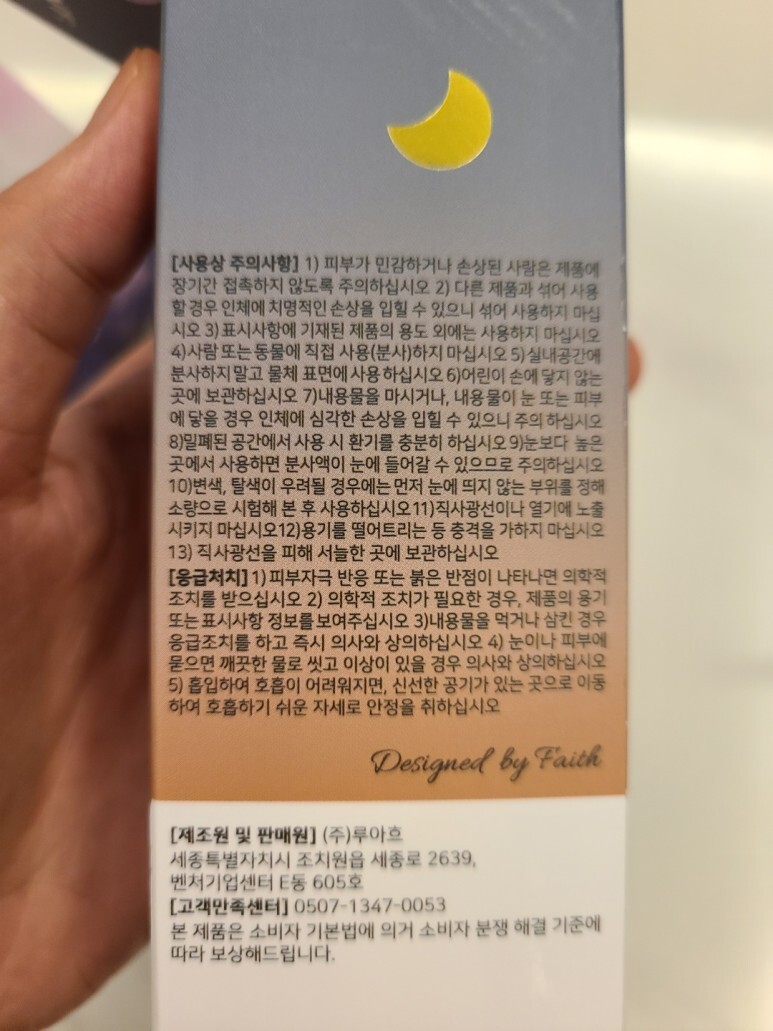 [사용상 주의사항] 1) 피부가 민감하거나 손상된 사람은 제품에
장기간 접촉하지 않도록 주의하십시오 2) 다른 제품과 섞어 사용
할 경우 인체에 치명적인 손상을 입힐 수 있으니 섞어 사용하지 마십
시오 3) 표시사항에 기재된 제품의 용도 외에는 사용하지 마십시오
4)사람 또는 동물에 직접 사용(분사)하지 마십시오 5)실내공간에
분사하지 말고 물체 표면에 사용 하십시오 6)어린이 손에 닿지 않는
곳에 보관하십시오 7)내용물을 마시거나, 내용물이 눈 또는 피부
에 닿을 경우 인체에 심각한 손상을 입힐 수 있으니 주의 하십시오
8)밀폐된 공간에서 사용 시 환기를 충분히 하십시오 9)눈보다 높은
곳에서 사용하면 분사액이 눈에 들어갈 수 있으므로 주의하십시오
10)변색, 탈색이 우려될 경우에는 먼저 눈에 띄지 않는 부위를 정해
소량으로 시험해 본 후 사용하십시오 11)직사광선이나 열기에 노출
시키지 마십시오12)용기를 떨어트리는 등 충격을 가하지 마십시오
13) 직사광선을 피해 서늘한 곳에 보관하십시오
[응급처치] 1) 피부자극 반응 또는 붉은 반점이 나타나면 의학적
조치를 받으십시오 2) 의학적 조치가 필요한 경우, 제품의 용기
또는 표시사항 정보를 보여주십시오 3)내용물을 먹거나 삼킨 경우
응급조치를 하고 즉시 의사와 상의하십시오 4) 눈이나 피부에
묻으면 깨끗한 물로 씻고 이상이 있을 경우 의사와 상의하십시오
5) 흡입하여 호흡이 어려워지면, 신선한 공기가 있는 곳으로 이동
하여 호흡하기 쉬운 자세로 안정을 취하십시오
Designed by Faith
[제조원 및 판매원] (주)루아흐
세종특별자치시 조치원읍 세종로 2639,
벤처기업센터 E동 605호
[고객만족센터] 0507-1347-0053
본 제품은 소비자 기본법에 의거 소비자 분쟁 해결 기준에
따라 보상해드립니다.